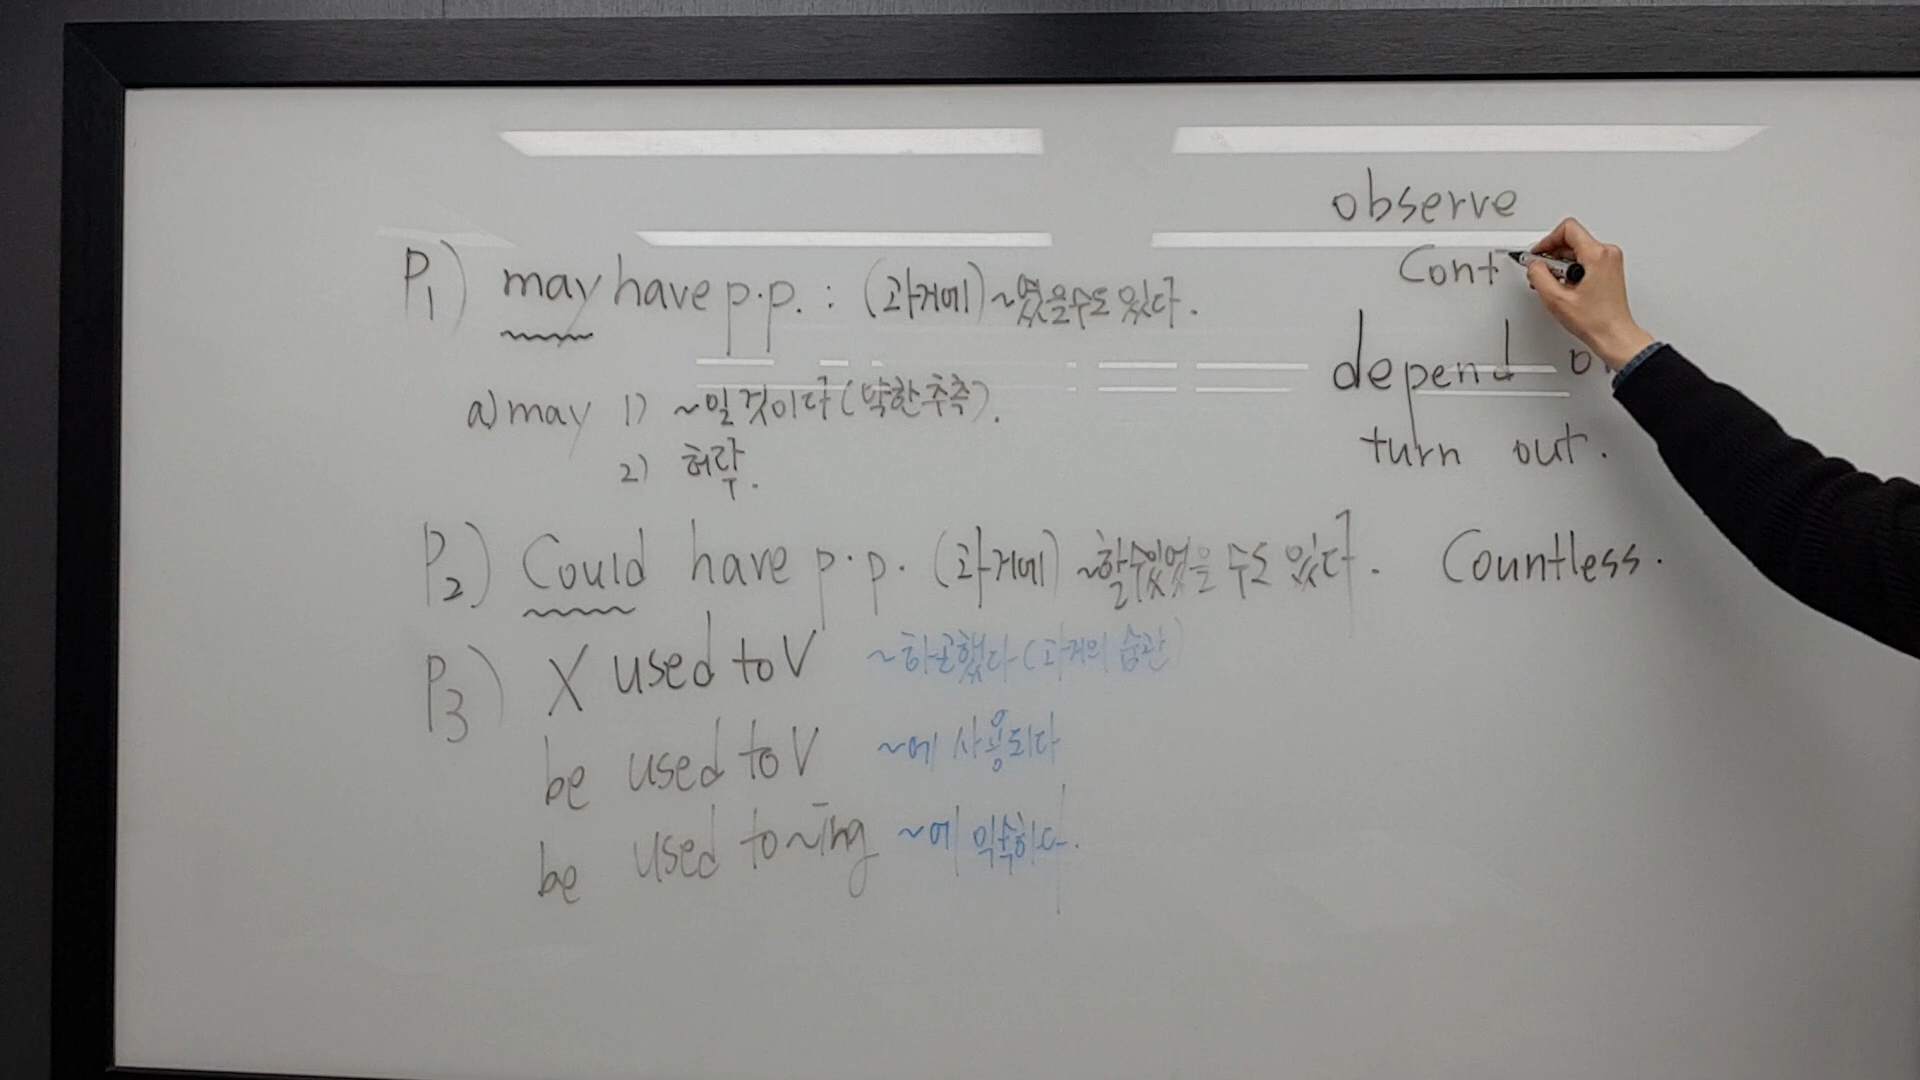 P1) may have p.p. : (과거에) ~였을수도 있다.
a) may 1) ~일 것이다 (약한추측).
2) 허락.
P2) Could have p.p. (과거에) ~할수있었을 수도 있다.
P3) X used to V ~하곤했다 (과거의 습관)
be used to V ~에 사용되다
be used to ~ing ~에 익숙하다.
observe
Cont
depend
turn out.
Countless.